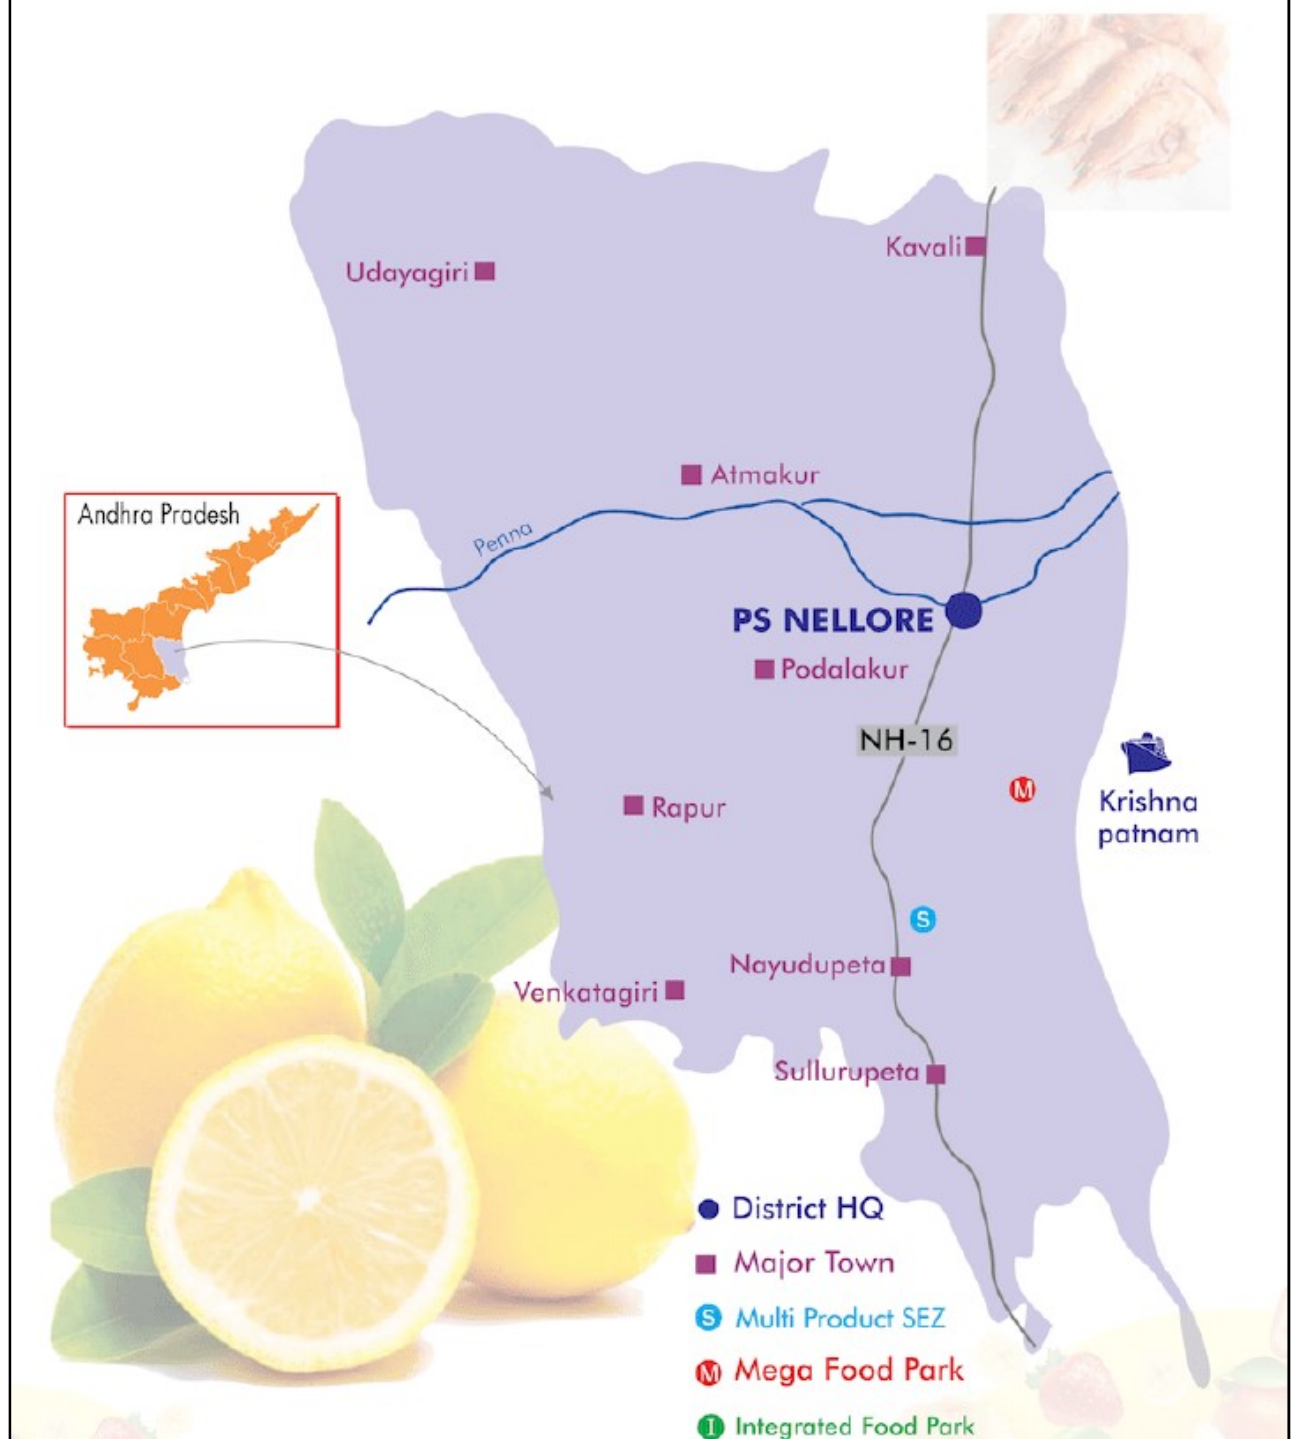 Kavali
Udayagiri
Atmakur
Andhra Pradesh
Penna
PS NELLORE
Podalakur
NH-16
M
Krishna
patnam
Rapur
S
Nayudupeta
Venkatagiri
Sullurupeta
District HQ
Major Town
S Multi Product SEZ
M Mega Food Park
I Integrated Food Park